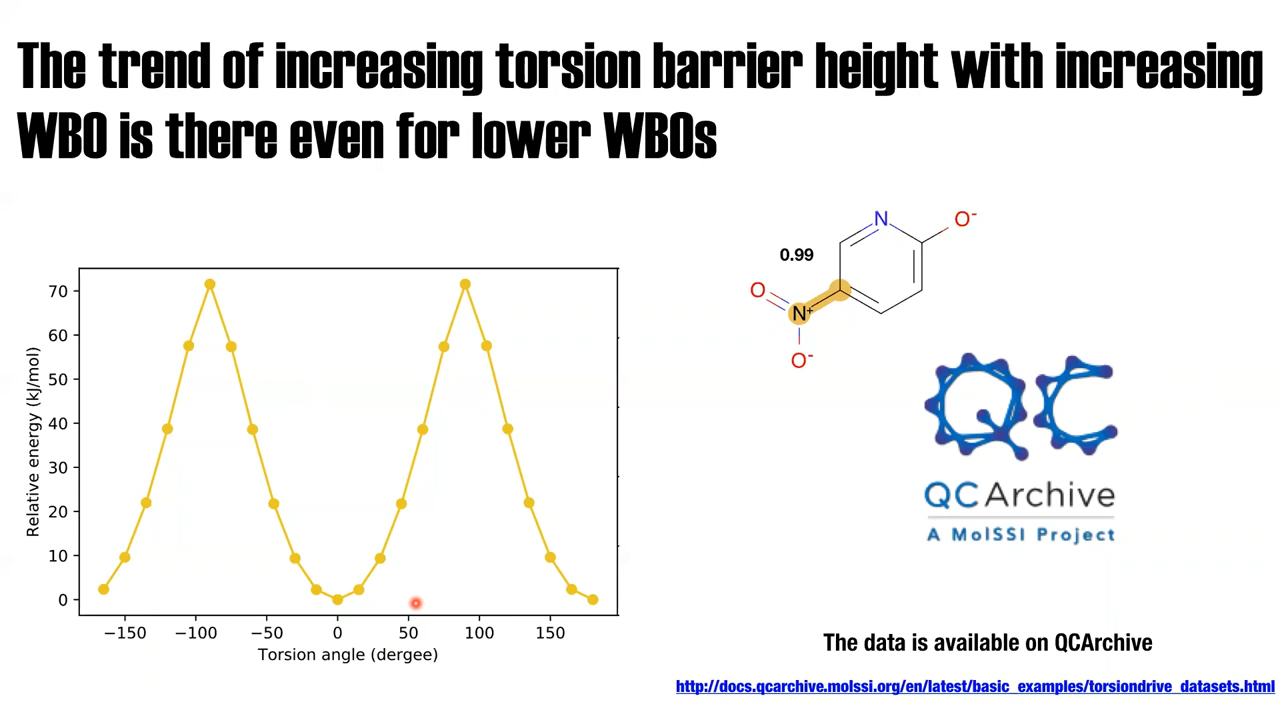 The trend of increasing torsion barrier height with increasing
WBO is there even for lower WBOs
70
60
50
40
30
20
10
0
Relative energy (kJ/mol)
−150
−100
−50
0
50
100
150
Torsion angle (dergee)
N
O-
0.99
O
N+
O-
QC
QCArchive
A MolSSI Project
The data is available on QCArchive
http://docs.qcarchive.molssi.org/en/latest/basic_examples/torsiondrive_datasets.html